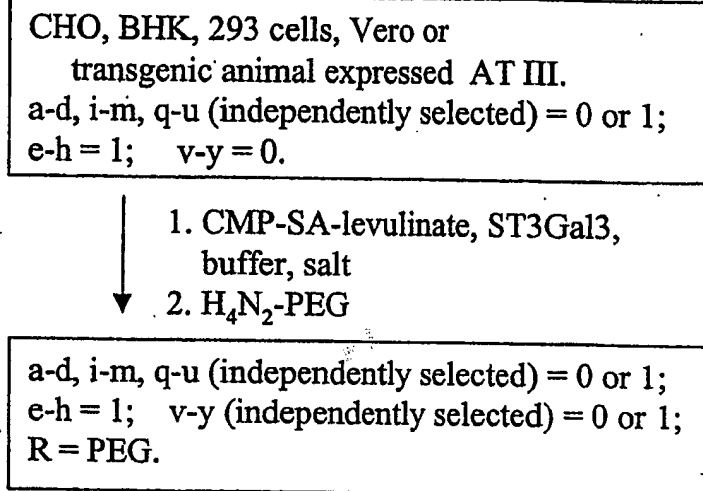 CHO, BHK, 293 cells, Vero or
transgenic animal expressed AT III.
a-d, i-m, q-u (independently selected) = 0 or 1;
e-h = 1; v-y = 0.
1. CMP-SA-levulinate, ST3Gal3,
buffer, salt
2. H₄N₂-PEG
a-d, i-m, q-u (independently selected) = 0 or 1;
e-h = 1; v-y (independently selected) = 0 or 1;
R = PEG.